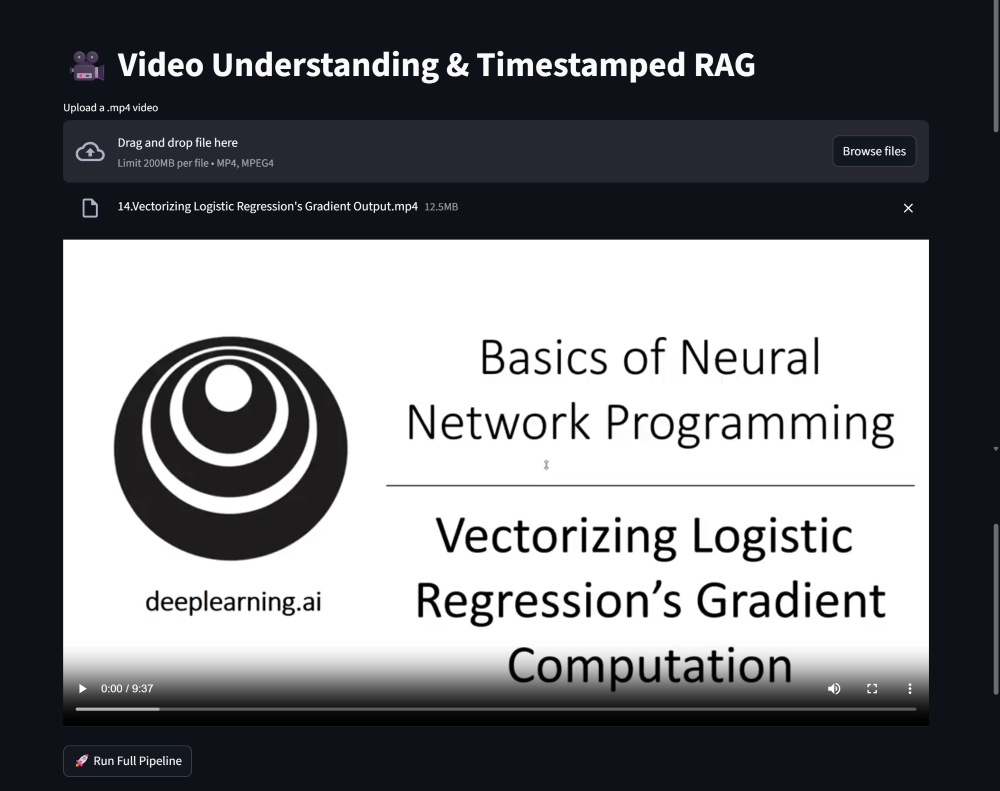 🎥 Video Understanding & Timestamped RAG
Upload a .mp4 video
Drag and drop file here
Limit 200MB per file • MP4, MPEG4
Browse files
14.Vectorizing Logistic Regression's Gradient Output.mp4 12.5MB
Basics of Neural
Network Programming
Vectorizing Logistic
Regression’s Gradient
Computation
deeplearning.ai
0:00 / 9:37
🚀 Run Full Pipeline